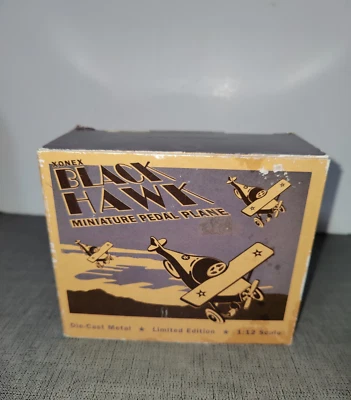 XONEX
BLACK
HAWK
MINIATURE PEDAL PLANE
Die-Cast Metal ★ Limited Edition ★ 1:12 Scale